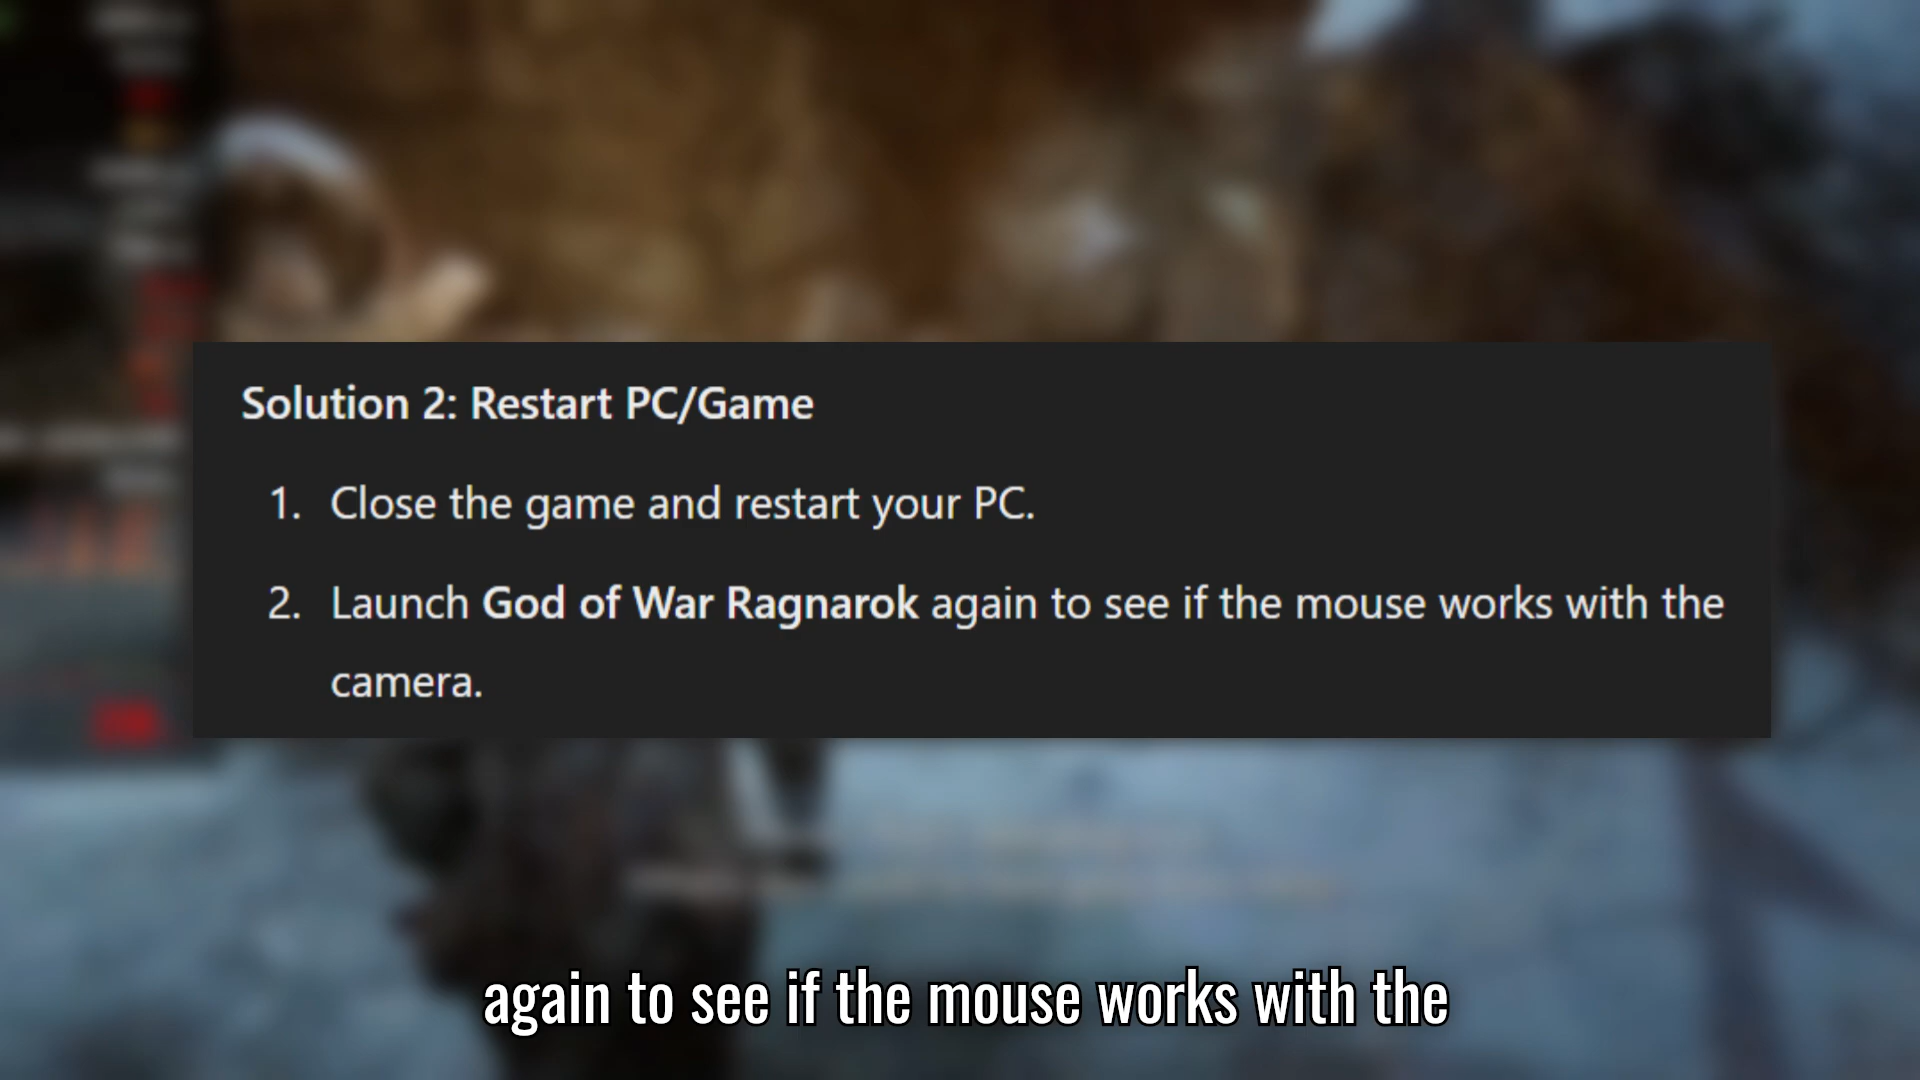 Solution 2: Restart PC/Game
1. Close the game and restart your PC.
2. Launch God of War Ragnarok again to see if the mouse works with the
camera.
again to see if the mouse works with the